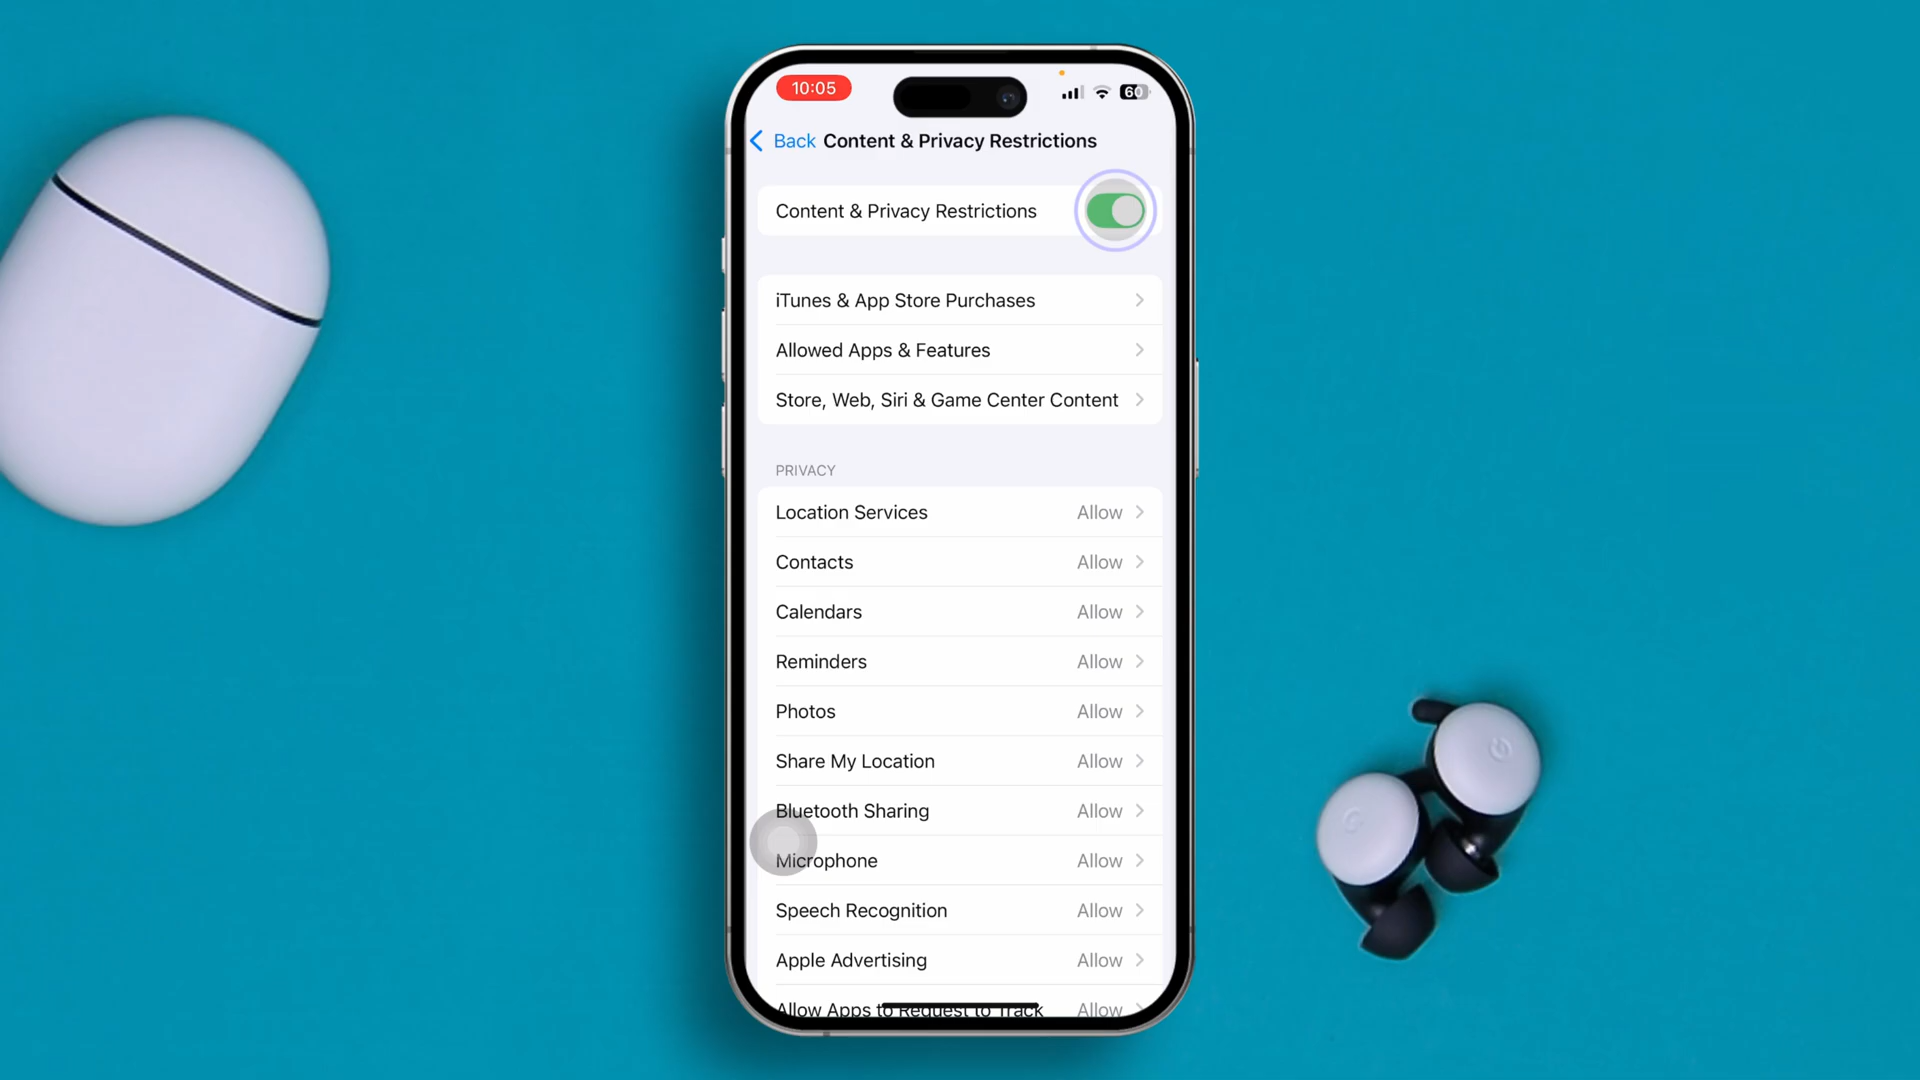 10:05
60
Back Content & Privacy Restrictions
Content & Privacy Restrictions
iTunes & App Store Purchases
Allowed Apps & Features
Store, Web, Siri & Game Center Content
PRIVACY
Location Services Allow
Contacts Allow
Calendars Allow
Reminders Allow
Photos Allow
Share My Location Allow
Bluetooth Sharing Allow
Microphone Allow
Speech Recognition Allow
Apple Advertising Allow
Allow Apps to Request to Track Allow